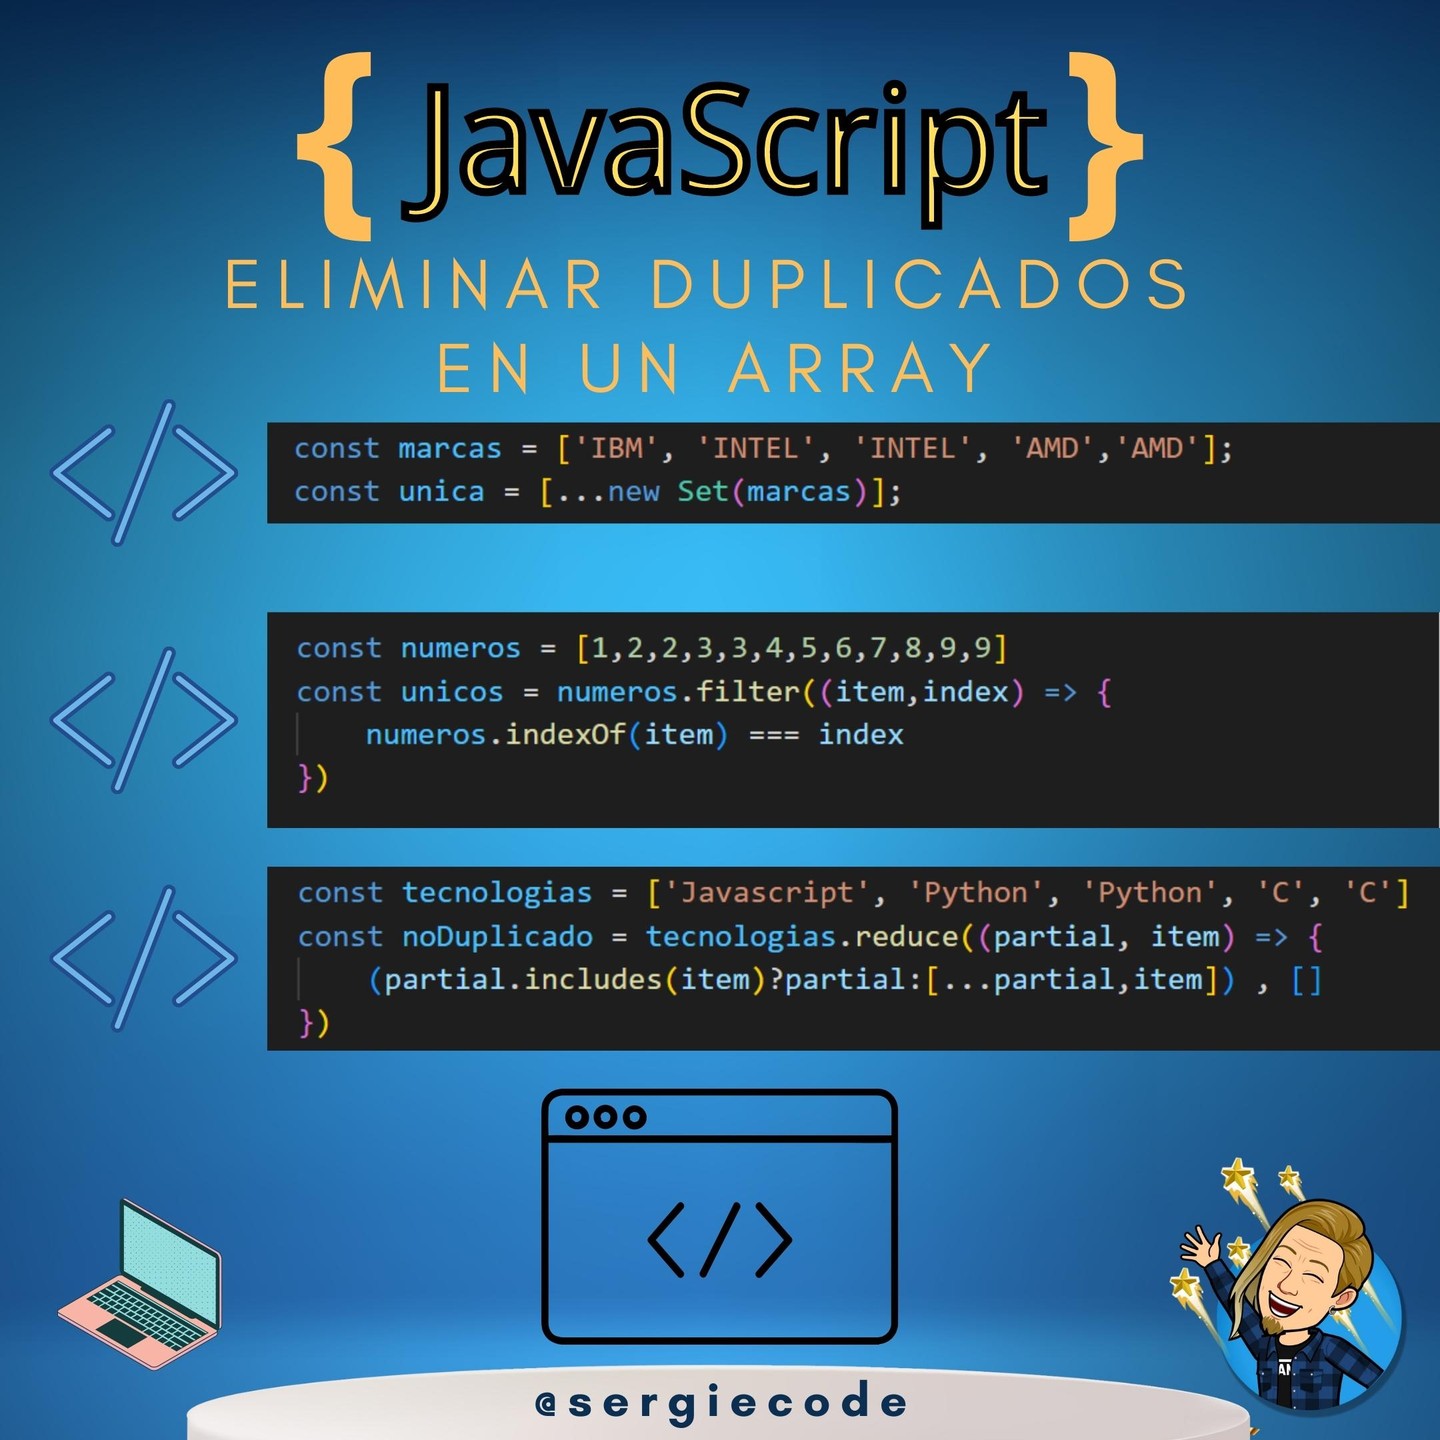 { JavaScript }
ELIMINAR DUPLICADOS
EN UN ARRAY
</>
const marcas = ['IBM', 'INTEL', 'INTEL', 'AMD','AMD'];
const unica = [...new Set(marcas)];
</>
const numeros = [1,2,2,3,3,4,5,6,7,8,9,9]
const unicos = numeros.filter((item,index) => {
    numeros.indexOf(item) === index
})
</>
const tecnologias = ['Javascript', 'Python', 'Python', 'C', 'C']
const noDuplicado = tecnologias.reduce((partial, item) => {
    (partial.includes(item)?partial:[...partial,item]) , []
})
</>
@sergiecode